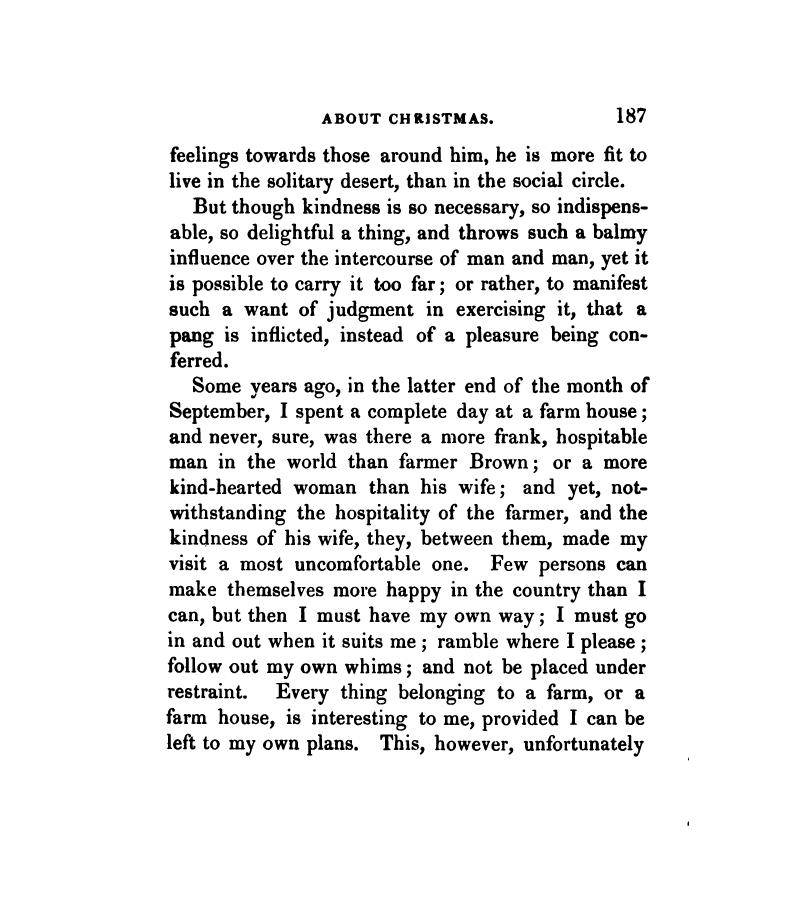 ABOUT CHRISTMAS. 187
feelings towards those around him, he is more fit to
live in the solitary desert, than in the social circle.
But though kindness is so necessary, so indispens-
able, so delightful a thing, and throws such a balmy
influence over the intercourse of man and man, yet it
is possible to carry it too far; or rather, to manifest
such a want of judgment in exercising it, that a
pang is inflicted, instead of a pleasure being con-
ferred.
Some years ago, in the latter end of the month of
September, I spent a complete day at a farm house;
and never, sure, was there a more frank, hospitable
man in the world than farmer Brown; or a more
kind-hearted woman than his wife; and yet, not-
withstanding the hospitality of the farmer, and the
kindness of his wife, they, between them, made my
visit a most uncomfortable one. Few persons can
make themselves more happy in the country than I
can, but then I must have my own way; I must go
in and out when it suits me; ramble where I please;
follow out my own whims; and not be placed under
restraint. Every thing belonging to a farm, or a
farm house, is interesting to me, provided I can be
left to my own plans. This, however, unfortunately